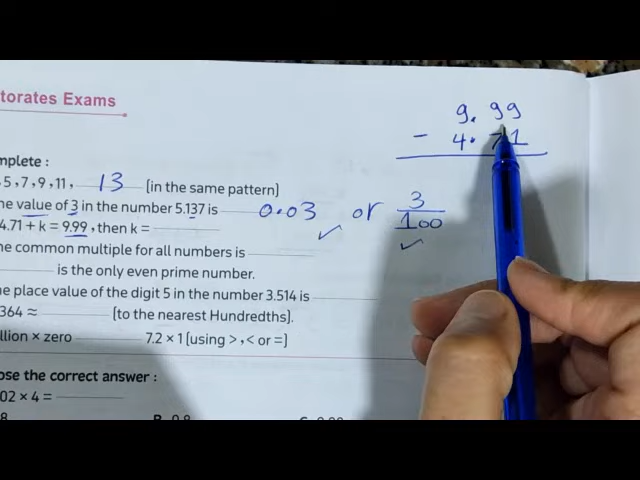 torates Exams
9.99
- 4.71
mplete :
5, 7, 9, 11, 13 (in the same pattern)
ne value of 3 in the number 5.137 is 0.03 or 3/100
4.71 + k = 9.99, then k =
ne common multiple for all numbers is
is the only even prime number.
ne place value of the digit 5 in the number 3.514 is
364 ≈ (to the nearest Hundredths).
llion × zero 7.2 × 1 (using >, < or =)
ose the correct answer :
02 × 4 =